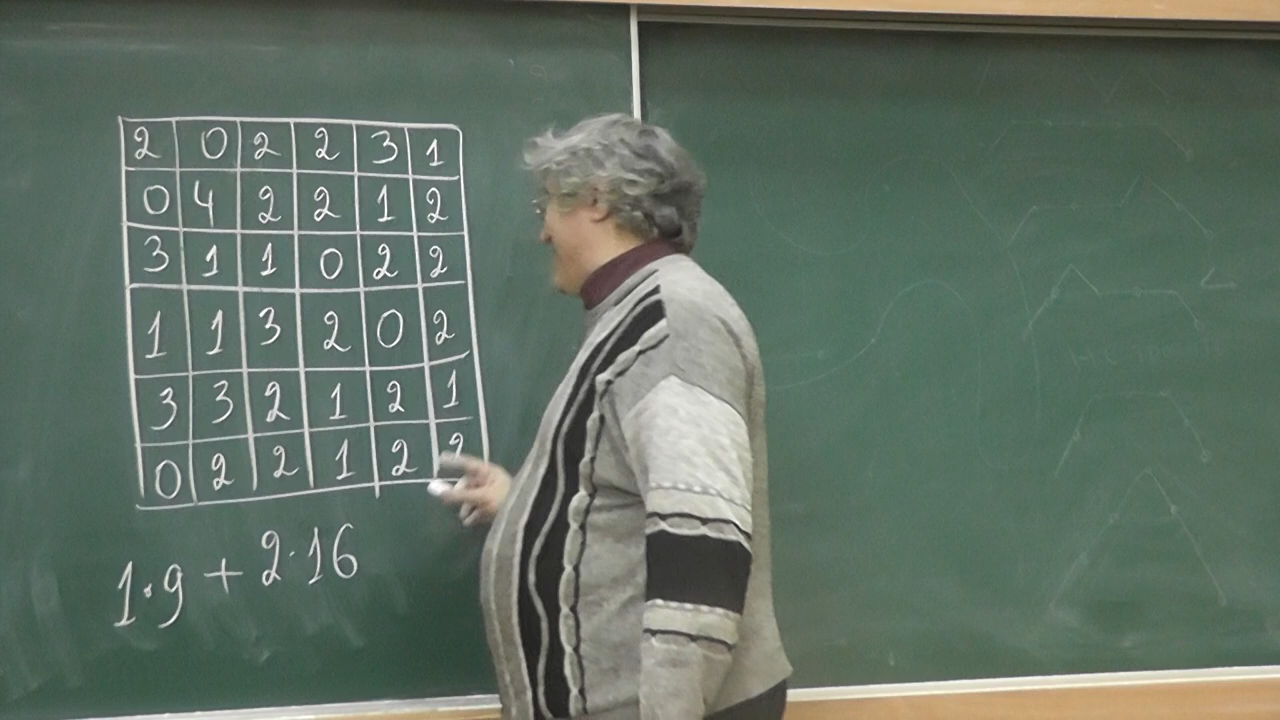 2 0 2 2 3 1
0 4 2 2 1 2
3 1 1 0 2 2
1 1 3 2 0 2
3 3 2 1 2 1
0 2 2 1 2 2
1·9 + 2·16